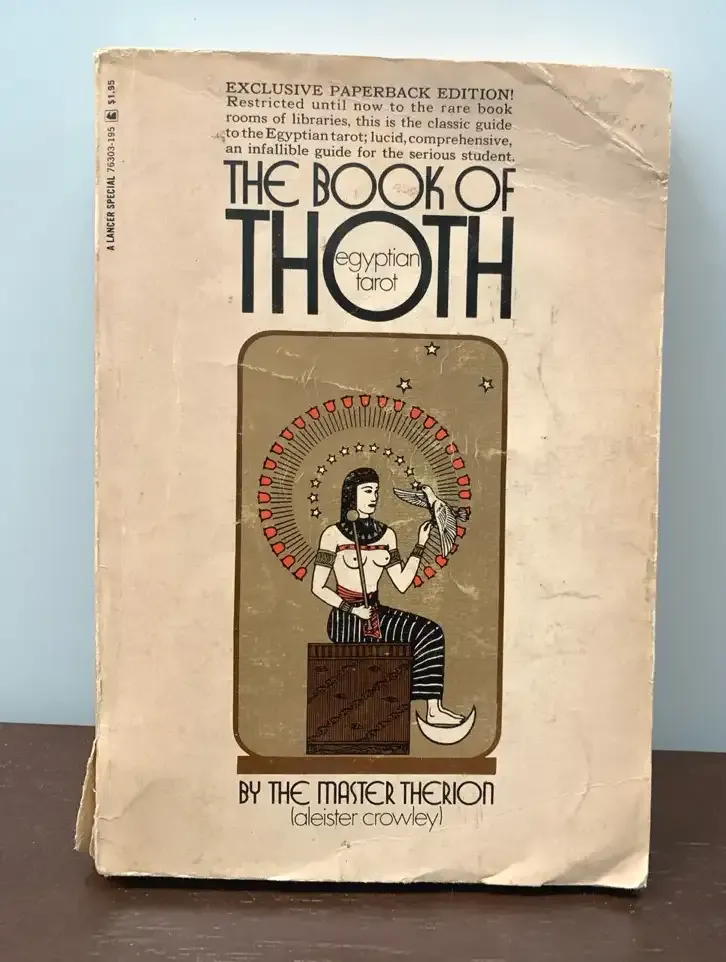 A LANCER SPECIAL 76303-195 $1.95
EXCLUSIVE PAPERBACK EDITION!
Restricted until now to the rare book
rooms of libraries, this is the classic guide
to the Egyptian tarot; lucid, comprehensive,
an infallible guide for the serious student.
THE BOOK OF
THOTH
egyptian
tarot
BY THE MASTER THERION
(aleister crowley)